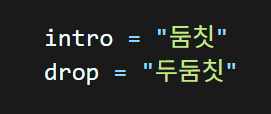 intro = "둠칫"
drop = "두둠칫"